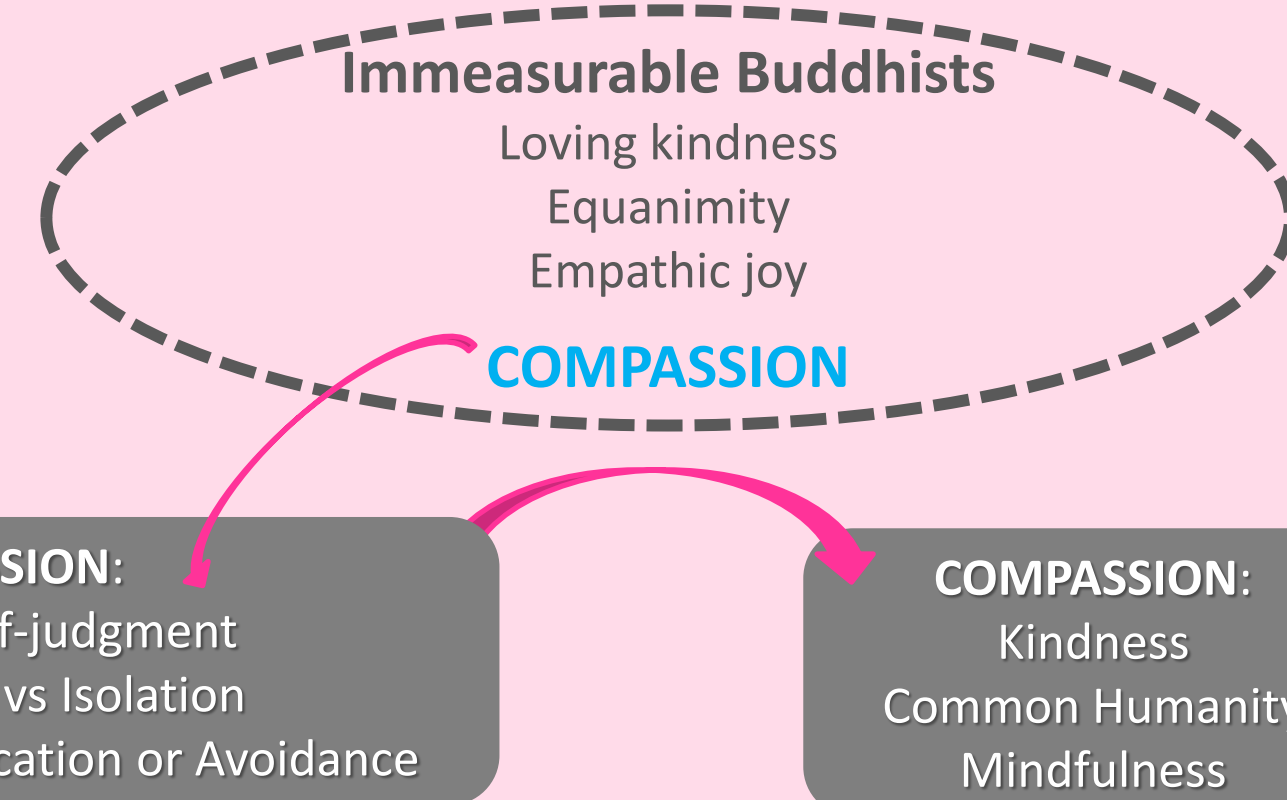 Immeasurable Buddhists
Loving kindness
Equanimity
Empathic joy
COMPASSION
SION:
f-judgment
vs Isolation
cation or Avoidance
COMPASSION:
Kindness
Common Humanity
Mindfulness